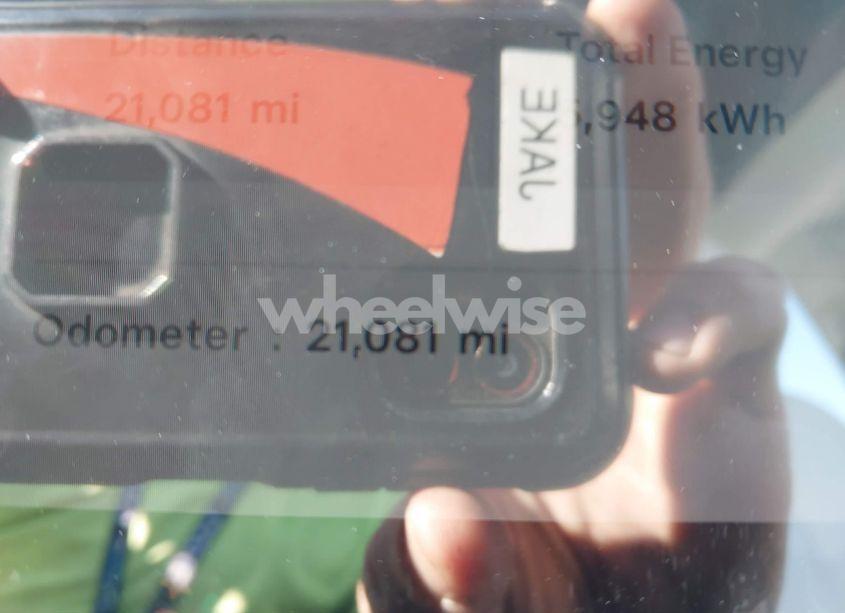 Distance
Total Energy
21,081 mi
,948 kWh
JAKE
wheelwise
Odometer : 21,081 mi